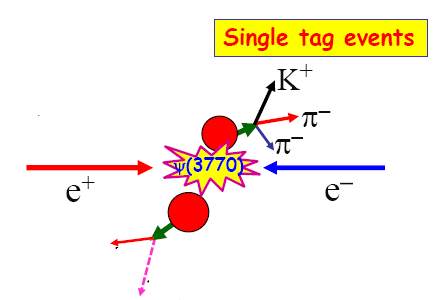 Single tag events
K⁺
π⁻
π⁻
ψ(3770)
e⁺
e⁻